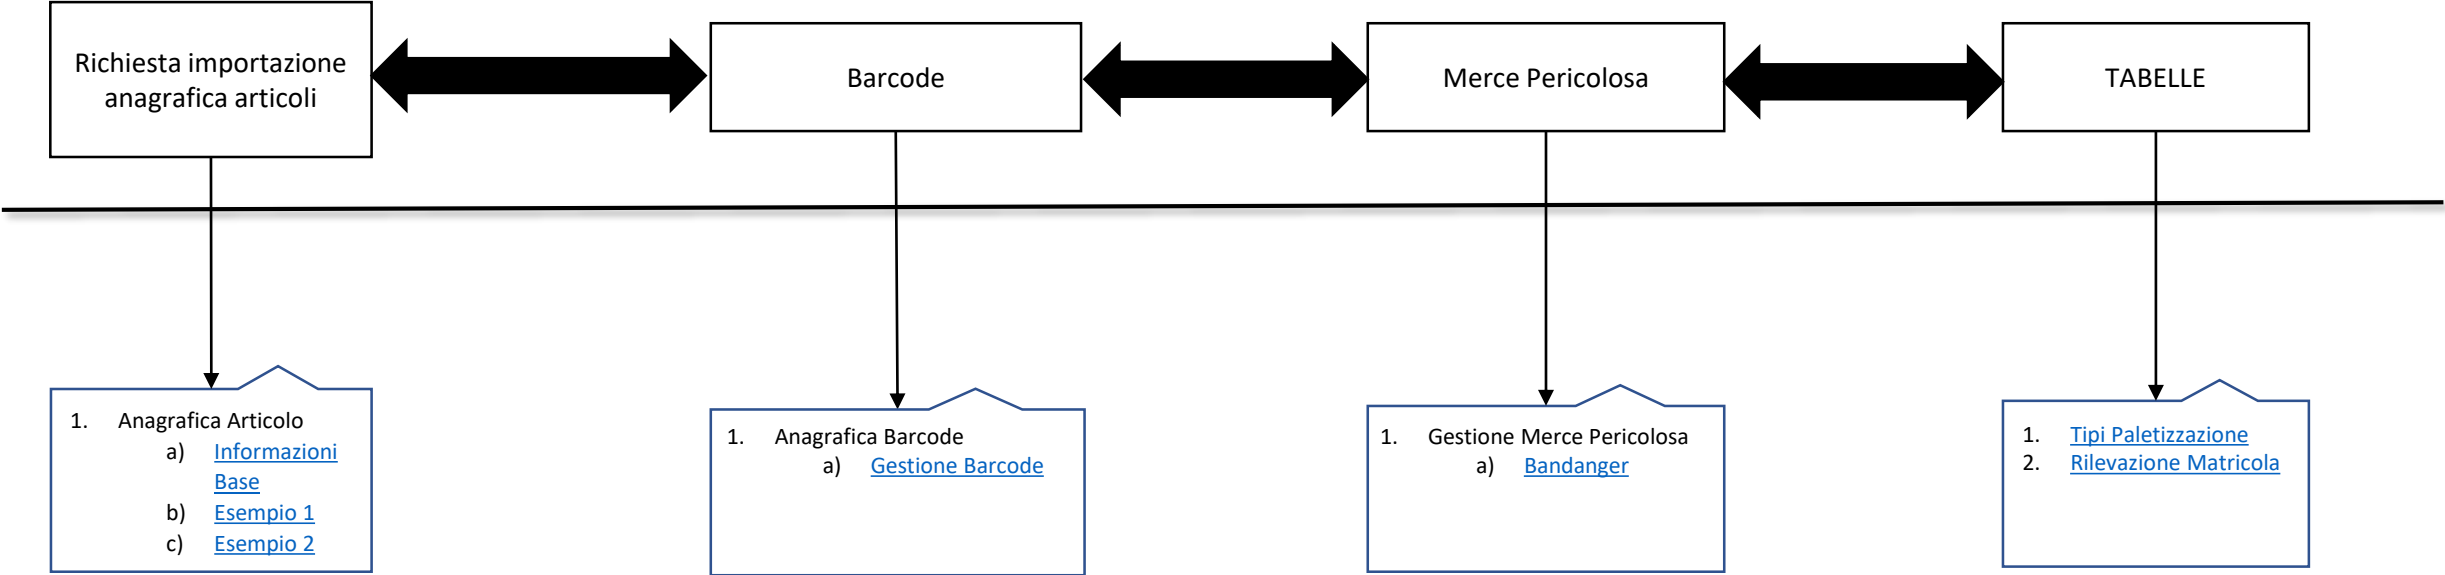 Richiesta importazione
anagrafica articoli
Barcode
Merce Pericolosa
TABELLE
1. Anagrafica Articolo
a) Informazioni
Base
b) Esempio 1
c) Esempio 2
1. Anagrafica Barcode
a) Gestione Barcode
1. Gestione Merce Pericolosa
a) Bandanger
1. Tipi Paletizzazione
2. Rilevazione Matricola